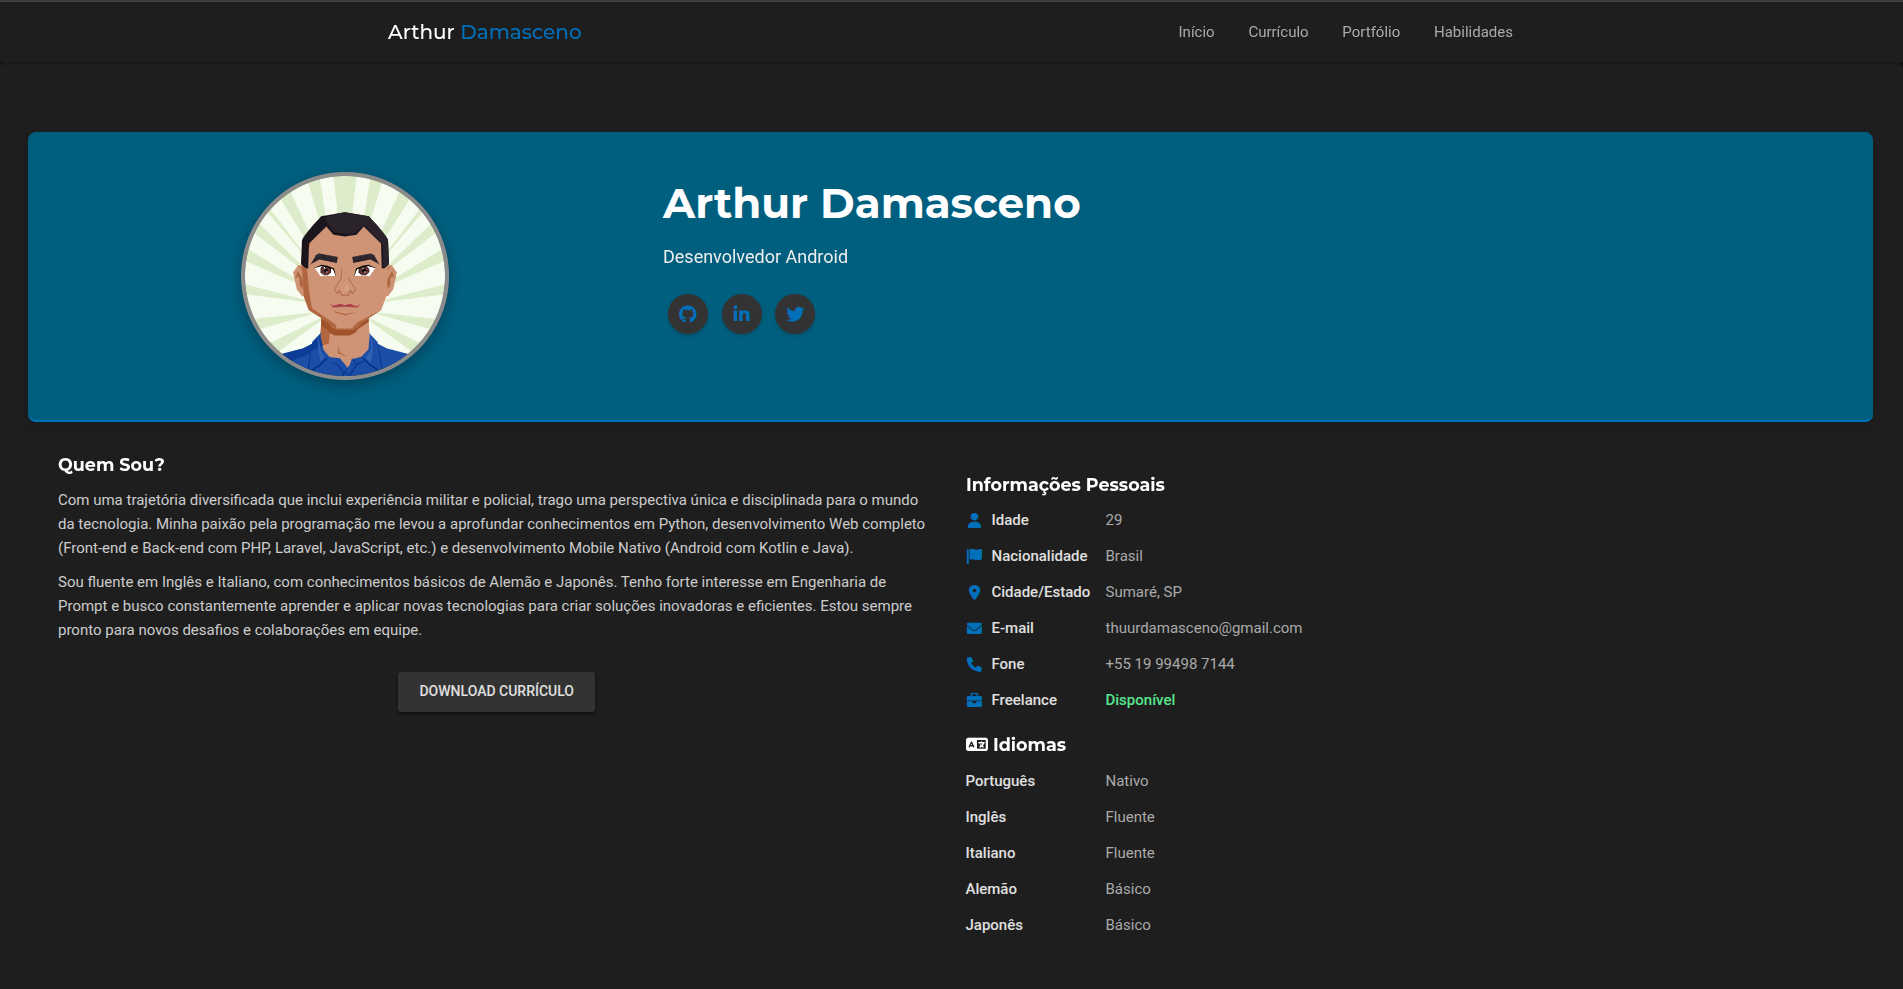 Arthur Damasceno
Início Currículo Portfólio Habilidades
Arthur Damasceno
Desenvolvedor Android
Quem Sou?
Com uma trajetória diversificada que inclui experiência militar e policial, trago uma perspectiva única e disciplinada para o mundo
da tecnologia. Minha paixão pela programação me levou a aprofundar conhecimentos em Python, desenvolvimento Web completo
(Front-end e Back-end com PHP, Laravel, JavaScript, etc.) e desenvolvimento Mobile Nativo (Android com Kotlin e Java).
Sou fluente em Inglês e Italiano, com conhecimentos básicos de Alemão e Japonês. Tenho forte interesse em Engenharia de
Prompt e busco constantemente aprender e aplicar novas tecnologias para criar soluções inovadoras e eficientes. Estou sempre
pronto para novos desafios e colaborações em equipe.
DOWNLOAD CURRÍCULO
Informações Pessoais
Idade 29
Nacionalidade Brasil
Cidade/Estado Sumaré, SP
E-mail thuurdamasceno@gmail.com
Fone +55 19 99498 7144
Freelance Disponível
Idiomas
Português Nativo
Inglês Fluente
Italiano Fluente
Alemão Básico
Japonês Básico